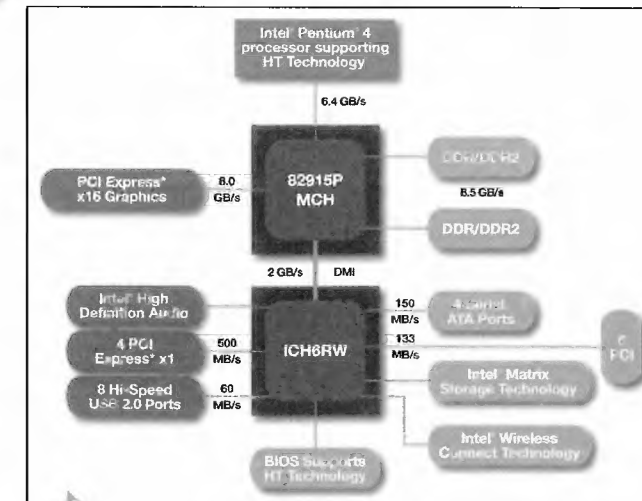 Intel Pentium 4
processor supporting
HT Technology
6.4 GB/s
PCI Express*
x16 Graphics
8.0
GB/s
82915P
MCH
DDR/DDR2
8.5 GB/s
DDR/DDR2
2 GB/s
DMI
Intel High
Definition Audio
4 PCI
Express* x1
500
MB/s
8 Hi-Speed
USB 2.0 Ports
60
MB/s
ICH6RW
150
MB/s
4 Serial
ATA Ports
133
MB/s
6
PCI
Intel Matrix
Storage Technology
Intel Wireless
Connect Technology
BIOS Supports
HT Technology